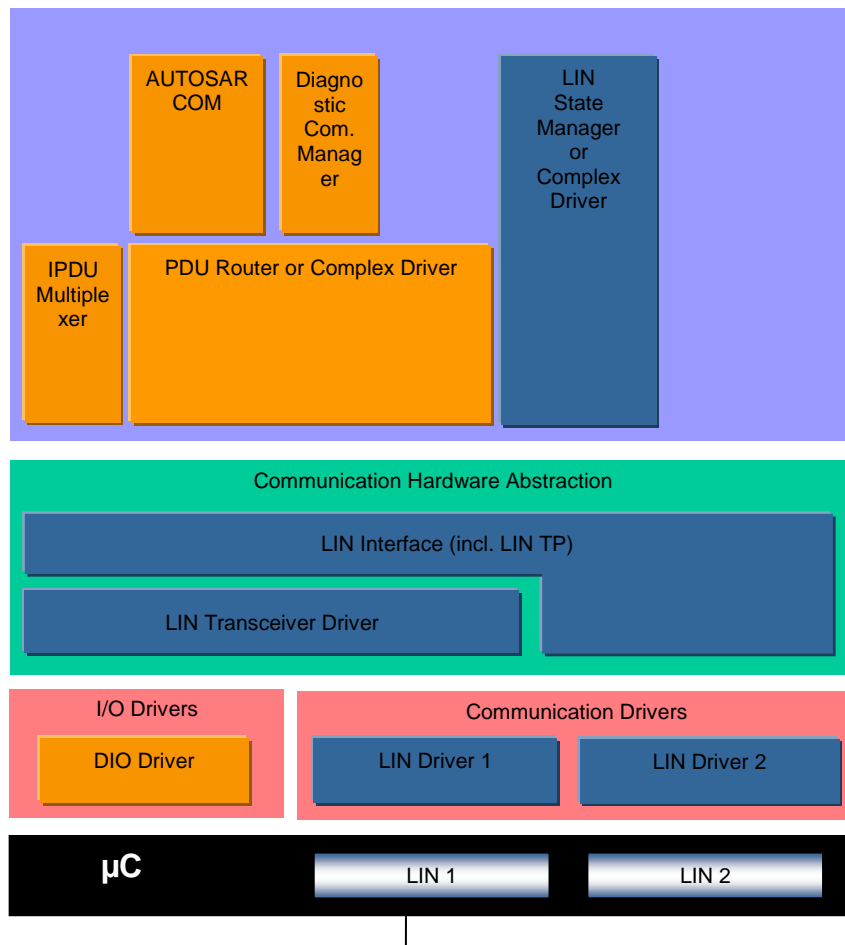 AUTOSAR
COM
Diagno
stic
Com.
Manag
er
LIN
State
Manager
or
Complex
Driver
IPDU
Multiple
xer
PDU Router or Complex Driver
Communication Hardware Abstraction
LIN Interface (incl. LIN TP)
LIN Transceiver Driver
I/O Drivers
Communication Drivers
DIO Driver
LIN Driver 1
LIN Driver 2
µC
LIN 1
LIN 2